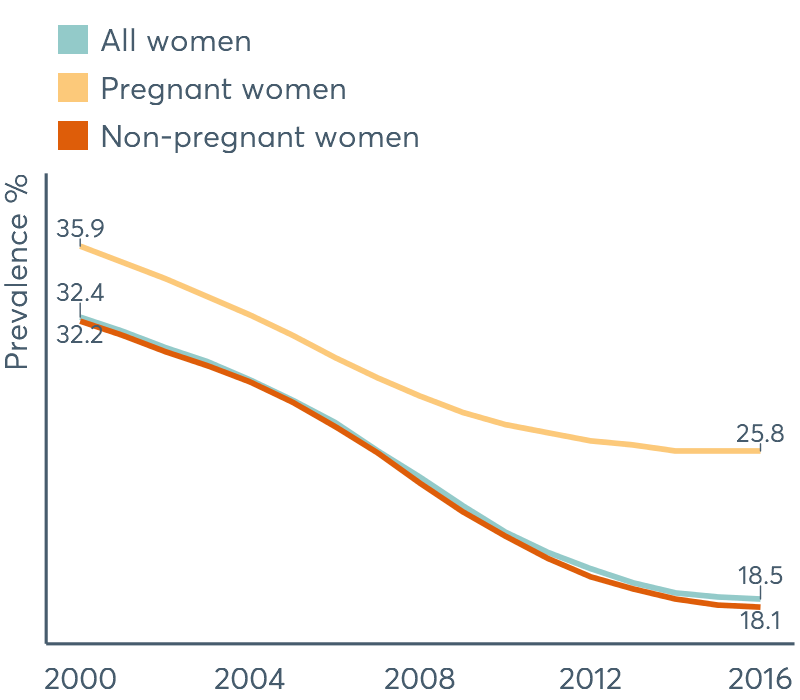 All women
Pregnant women
Non-pregnant women
Prevalence %
35.9
32.4
32.2
25.8
18.5
18.1
2000 2004 2008 2012 2016